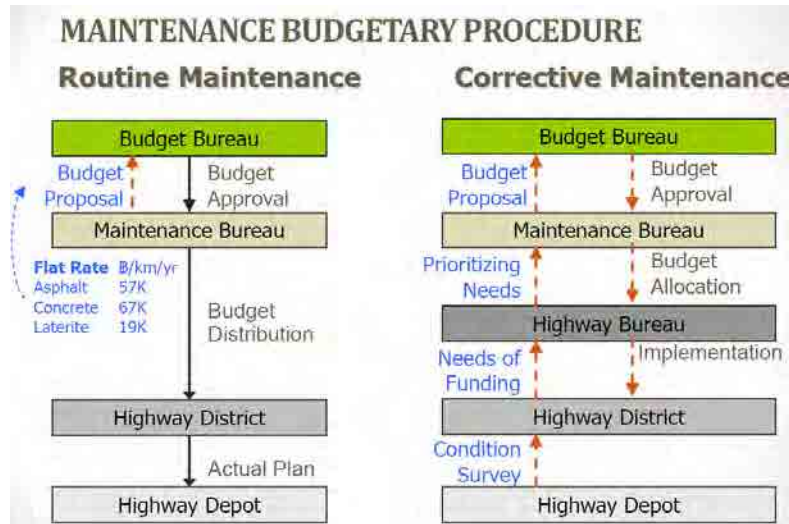 MAINTENANCE BUDGETARY PROCEDURE
Routine Maintenance
Budget Bureau
Budget
Proposal
Budget
Approval
Maintenance Bureau
Flat Rate ฿/km/yr
Asphalt 57K
Concrete 67K
Laterite 19K
Budget
Distribution
Highway District
Actual Plan
Highway Depot
Corrective Maintenance
Budget Bureau
Budget
Proposal
Budget
Approval
Maintenance Bureau
Prioritizing
Needs
Budget
Allocation
Highway Bureau
Needs of
Funding
Implementation
Highway District
Condition
Survey
Highway Depot